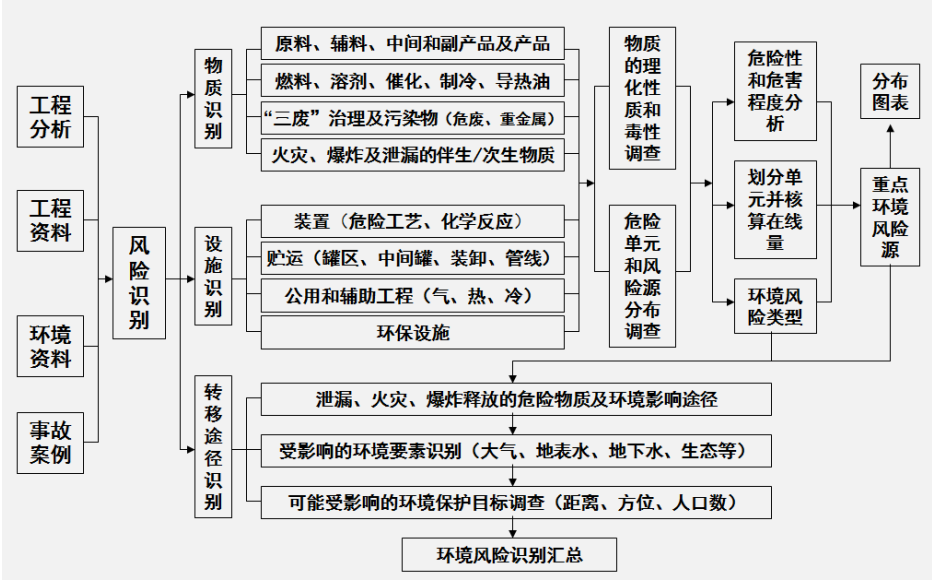 工程
分析
工程
资料
环境
资料
事故
案例
风
险
识
别
物
质
识
别
原料、辅料、中间和副产品及产品
燃料、溶剂、催化、制冷、导热油
“三废”治理及污染物（危废、重金属）
火灾、爆炸及泄漏的伴生/次生物质
设
施
识
别
装置（危险工艺、化学反应）
贮运（罐区、中间罐、装卸、管线）
公用和辅助工程（气、热、冷）
环保设施
转
移
途
径
识
别
泄漏、火灾、爆炸释放的危险物质及环境影响途径
受影响的环境要素识别（大气、地表水、地下水、生态等）
可能受影响的环境保护目标调查（距离、方位、人口数）
环境风险识别汇总
物质
的理
化性
质和
毒性
调查
危险
单元
和风
险源
分布
调查
危险性
和危害
程度分
析
划分单
元并核
算在线
量
环境风
险类型
分布
图表
重点
环境
风险
源